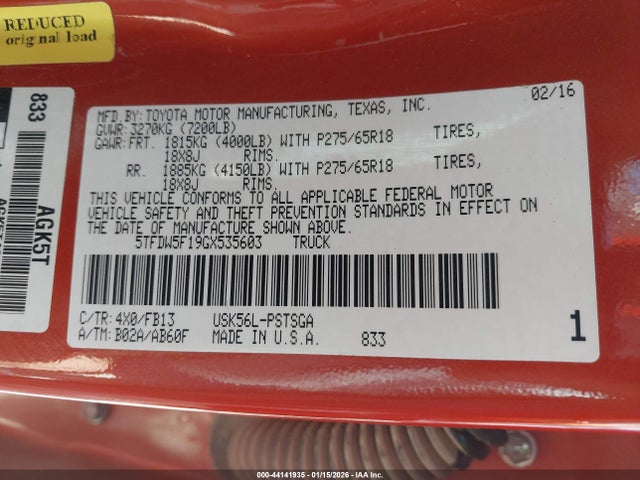 REDUCED
original load
833
AGK5T
02/16
MFD.BY:TOYOTA MOTOR MANUFACTURING, TEXAS, INC.
GVWR:3270KG (7200LB)
GAWR:FRT. 1815KG (4000LB) WITH P275/65R18 TIRES,
18X8J RIMS.
RR. 1885KG (4150LB) WITH P275/65R18 TIRES,
18X8J RIMS.
THIS VEHICLE CONFORMS TO ALL APPLICABLE FEDERAL MOTOR
VEHICLE SAFETY AND THEFT PREVENTION STANDARDS IN EFFECT ON
THE DATE OF MANUFACTURE SHOWN ABOVE.
5TFDW5F19GX535603 TRUCK
C/TR:4X0/FB13 USK56L-PSTSGA
A/TM:B02A/AB60F MADE IN U.S.A. 833
1
000-44141935 - 01/15/2026 - IAA Inc.